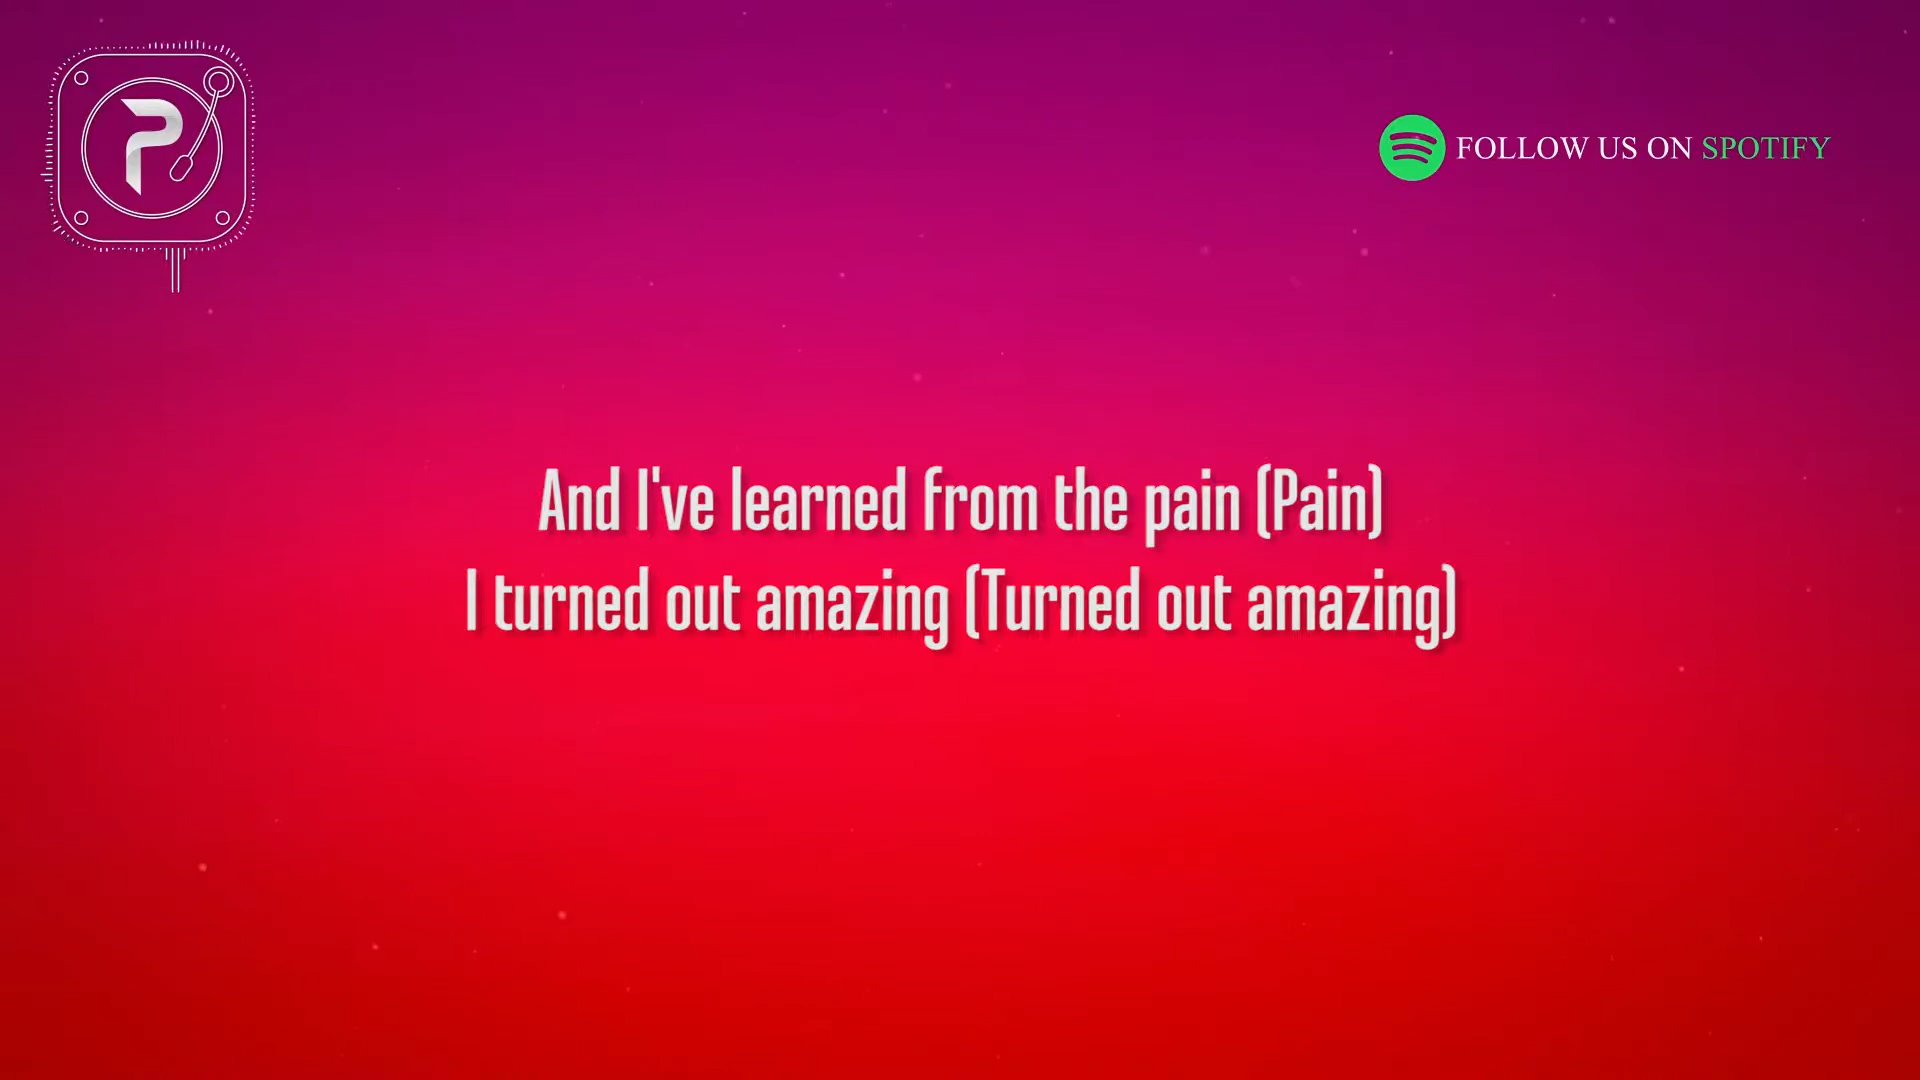 P
FOLLOW US ON SPOTIFY
And I've learned from the pain (Pain)
I turned out amazing (Turned out amazing)